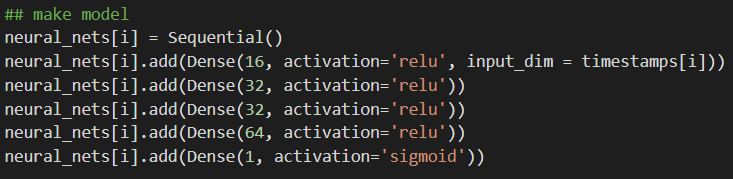 ## make model
neural_nets[i] = Sequential()
neural_nets[i].add(Dense(16, activation='relu', input_dim = timestamps[i]))
neural_nets[i].add(Dense(32, activation='relu'))
neural_nets[i].add(Dense(32, activation='relu'))
neural_nets[i].add(Dense(64, activation='relu'))
neural_nets[i].add(Dense(1, activation='sigmoid'))